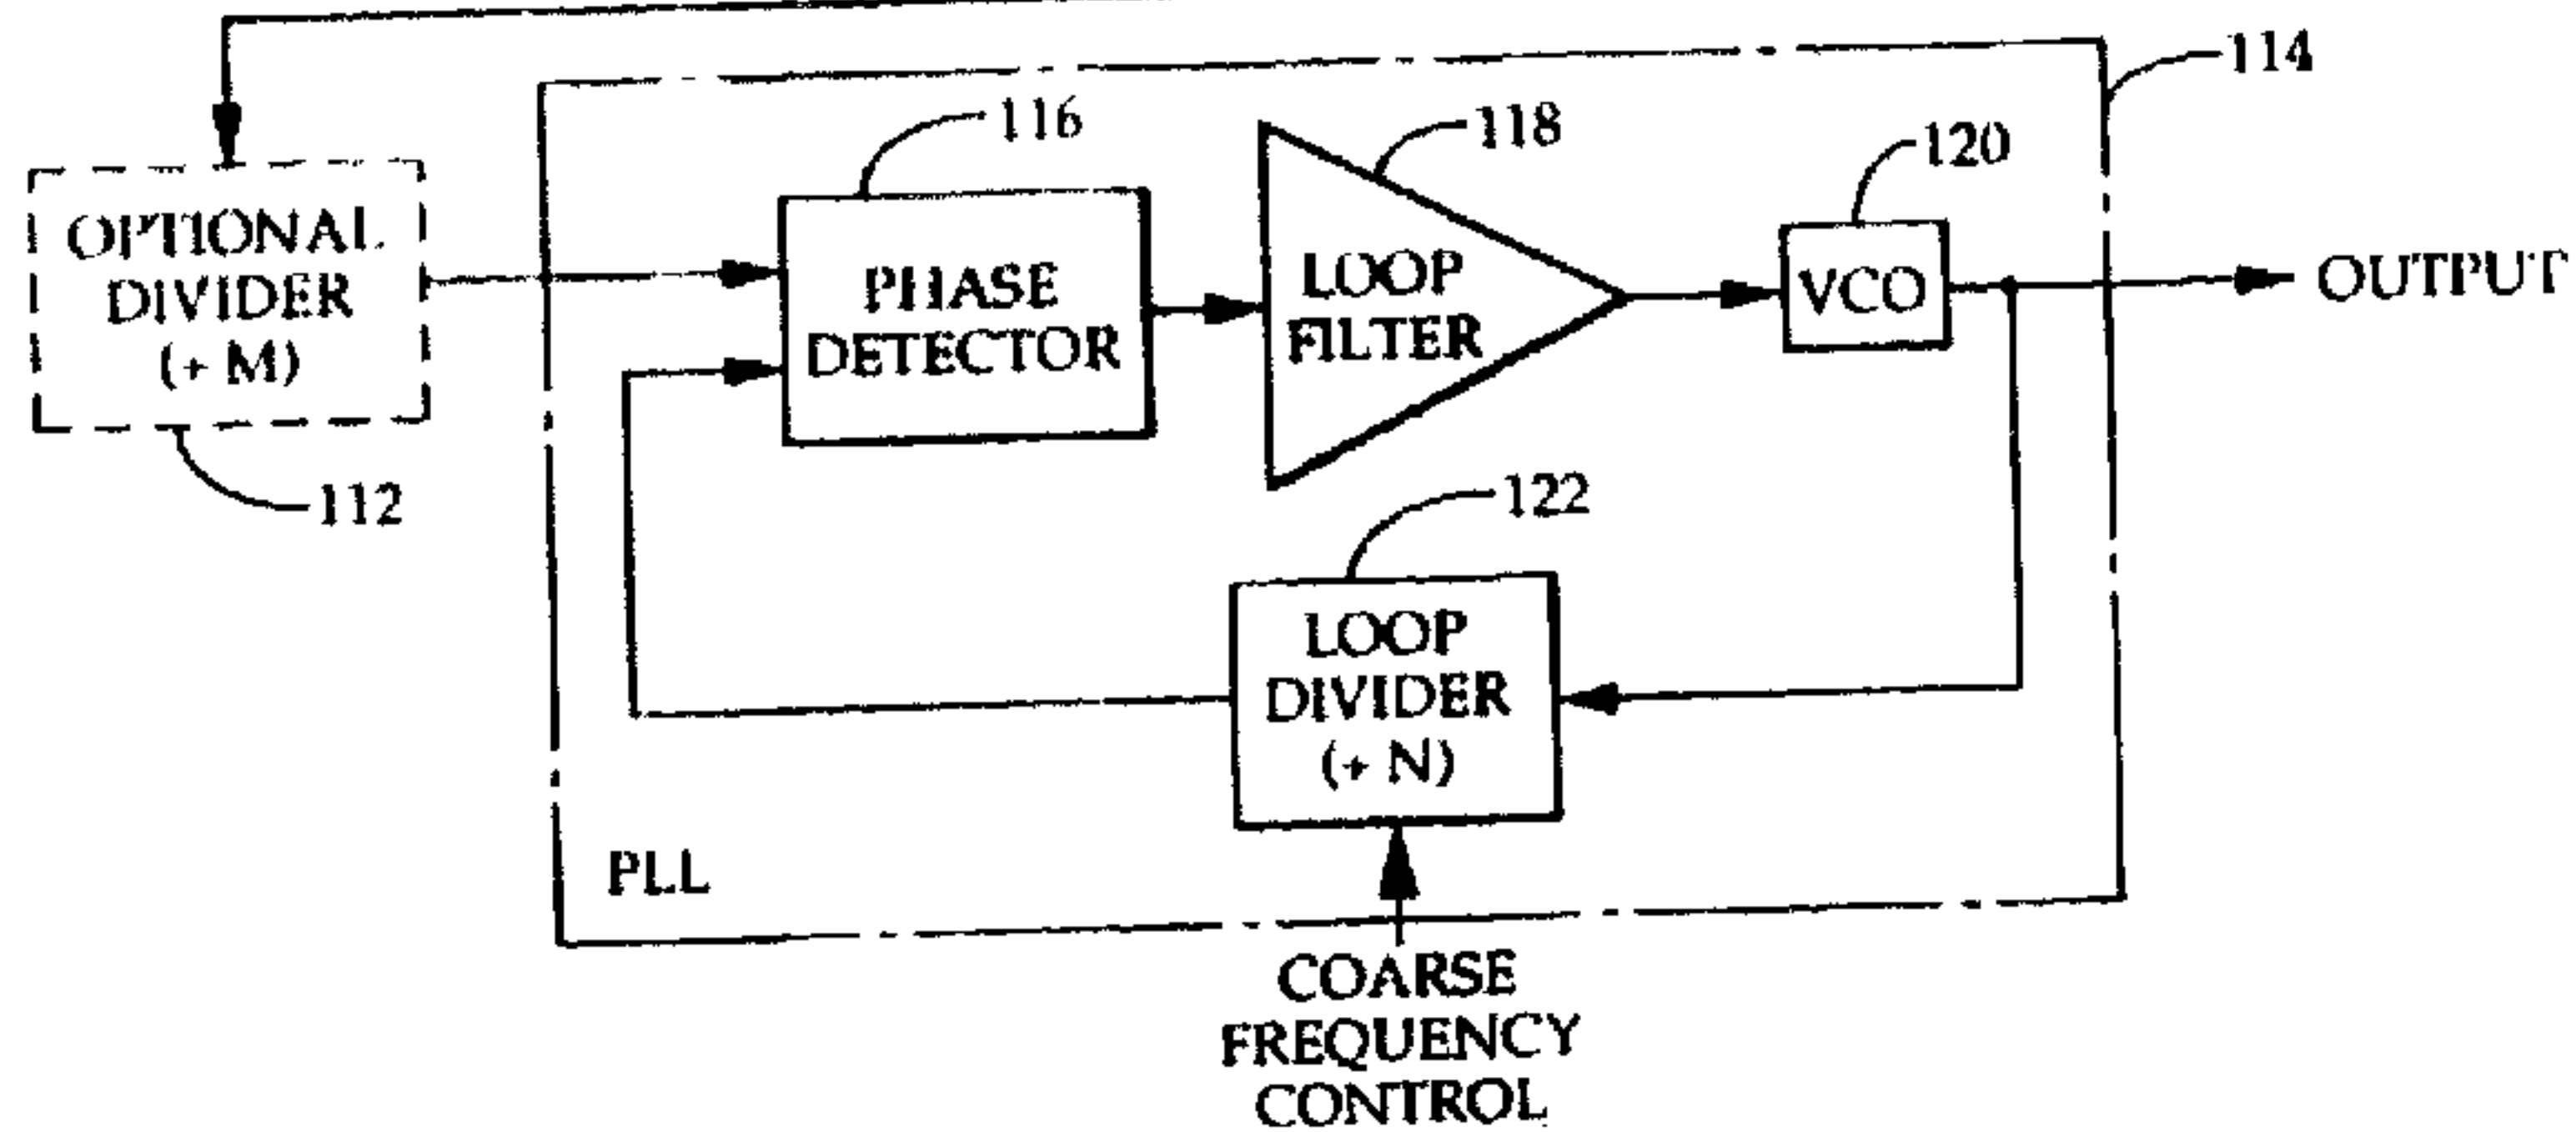 114
116
118
120
OPTIONAL
DIVIDER
(+ M)
PHASE
DETECTOR
LOOP
FILTER
VCO
OUTPUT
112
122
LOOP
DIVIDER
(+ N)
PLL
COARSE
FREQUENCY
CONTROL